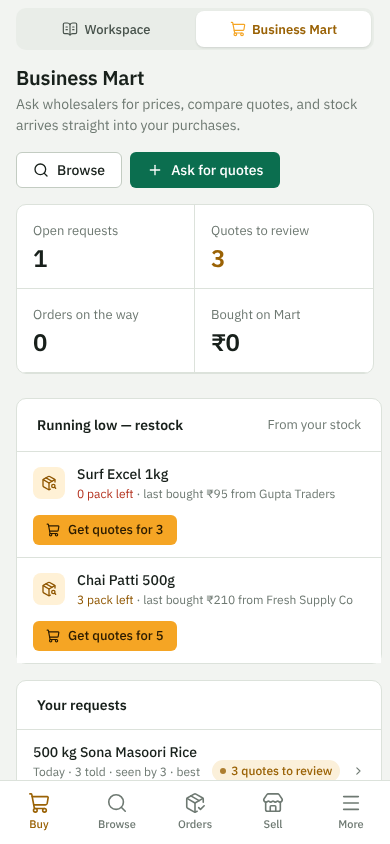 Workspace
Business Mart
Business Mart
Ask wholesalers for prices, compare quotes, and stock
arrives straight into your purchases.
Browse
Ask for quotes
Open requests
1
Quotes to review
3
Orders on the way
0
Bought on Mart
₹0
Running low — restock
From your stock
Surf Excel 1kg
0 pack left · last bought ₹95 from Gupta Traders
Get quotes for 3
Chai Patti 500g
3 pack left · last bought ₹210 from Fresh Supply Co
Get quotes for 5
Your requests
500 kg Sona Masoori Rice
Today · 3 told · seen by 3 · best
3 quotes to review
Buy
Browse
Orders
Sell
More